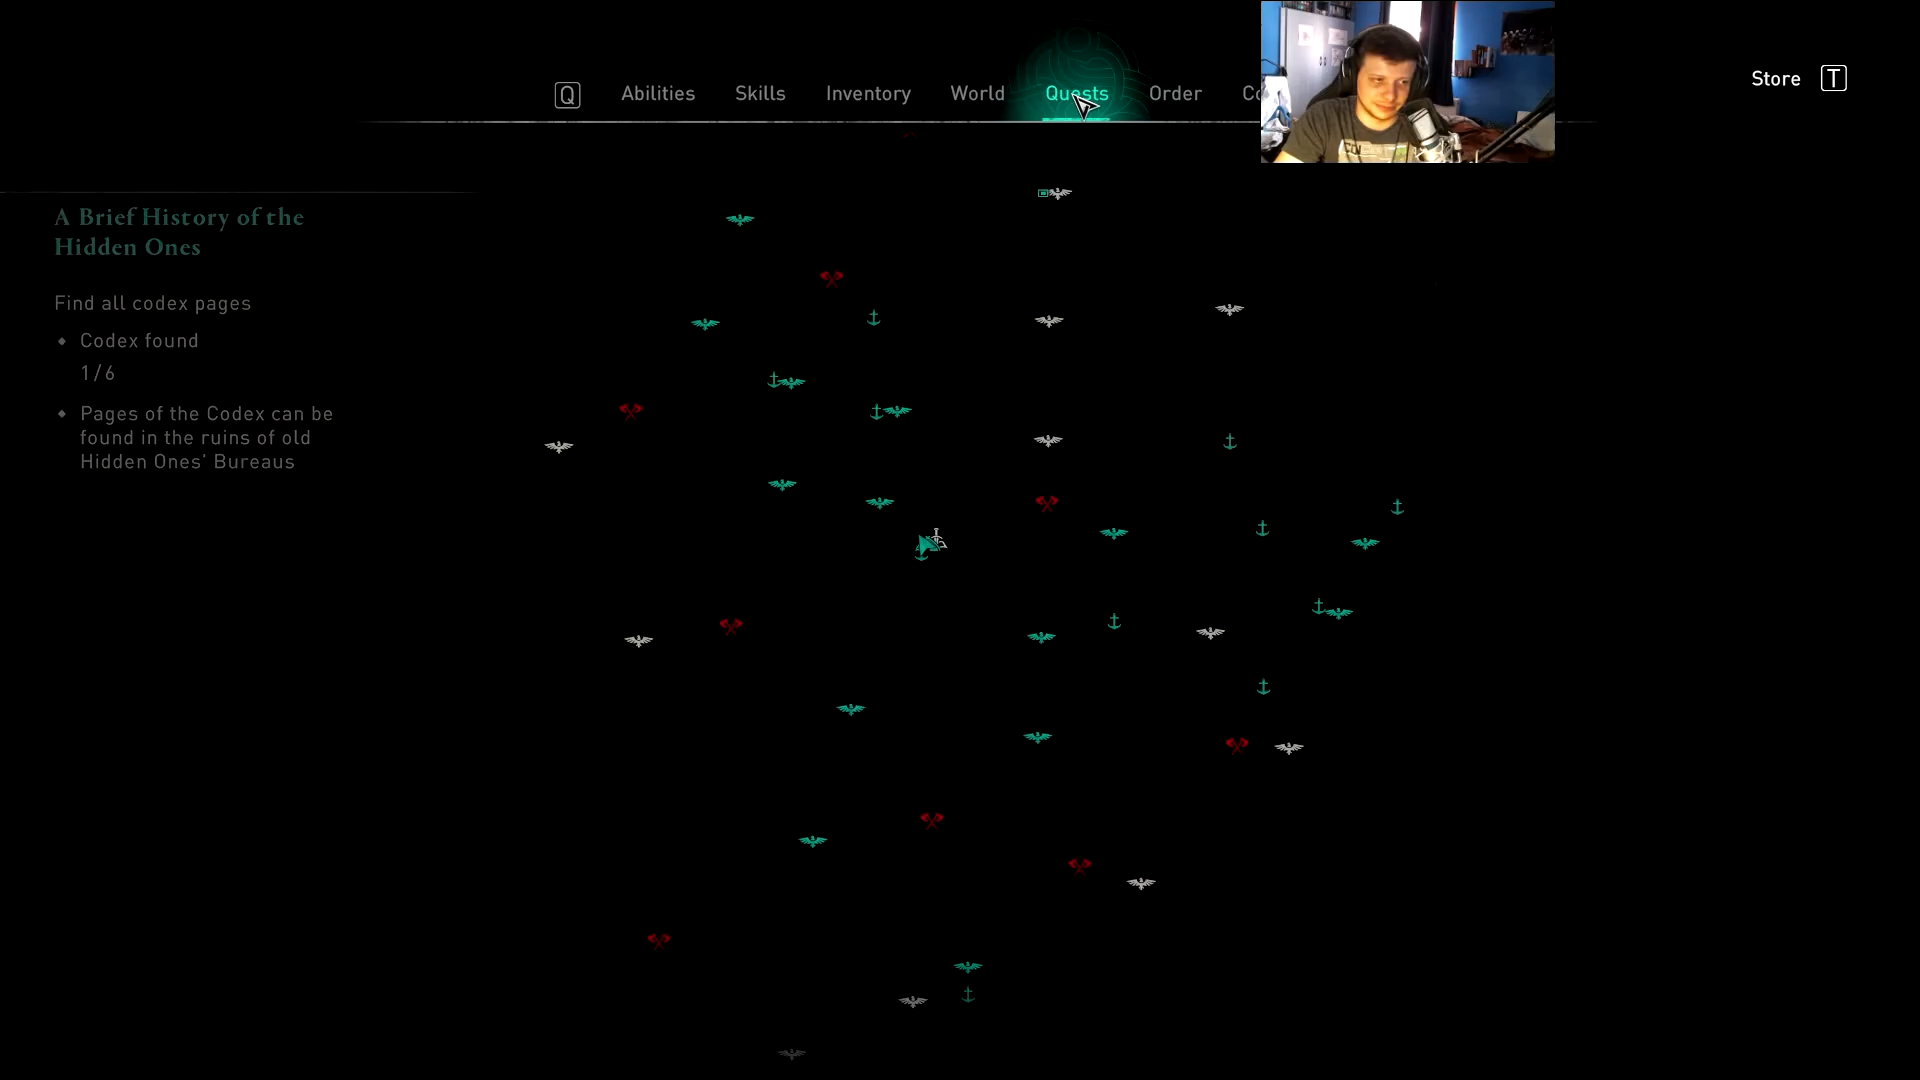 Q
Abilities
Skills
Inventory
World
Quests
Order
Co
Store T
A Brief History of the
Hidden Ones
Find all codex pages
Codex found
1/6
Pages of the Codex can be
found in the ruins of old
Hidden Ones' Bureaus